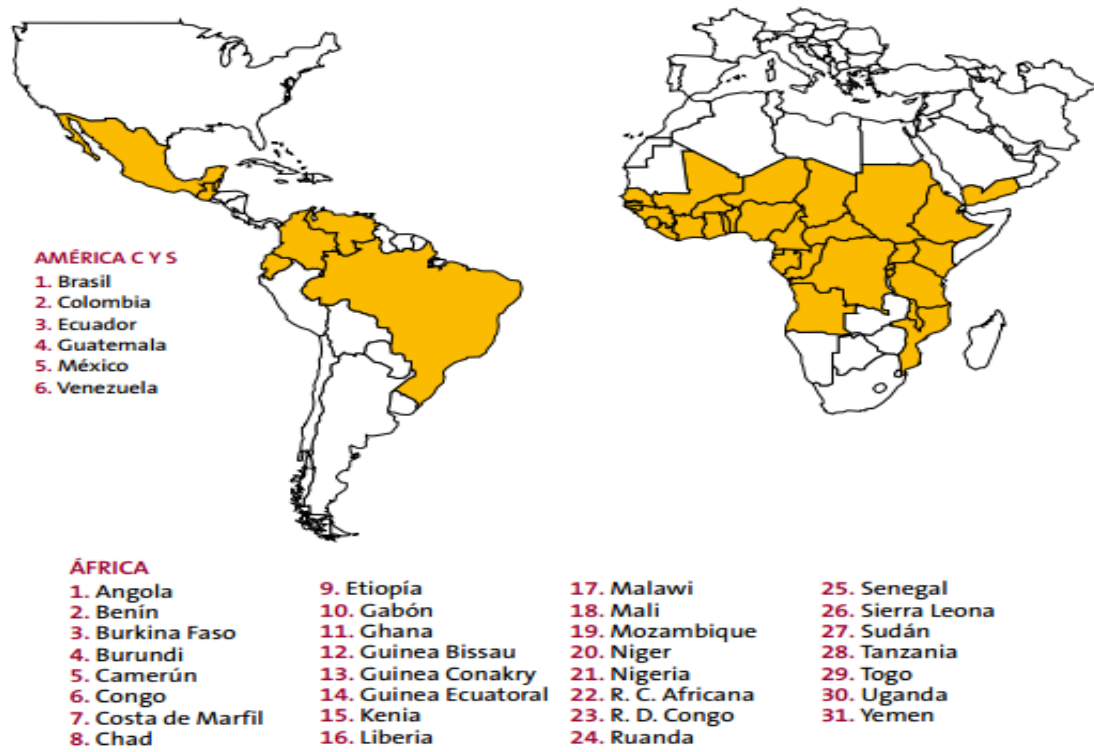 AMÉRICA C Y S
1. Brasil
2. Colombia
3. Ecuador
4. Guatemala
5. México
6. Venezuela
ÁFRICA
1. Angola
2. Benín
3. Burkina Faso
4. Burundi
5. Camerún
6. Congo
7. Costa de Marfil
8. Chad
9. Etiopía
10. Gabón
11. Ghana
12. Guinea Bissau
13. Guinea Conakry
14. Guinea Ecuatoral
15. Kenia
16. Liberia
17. Malawi
18. Mali
19. Mozambique
20. Niger
21. Nigeria
22. R. C. Africana
23. R. D. Congo
24. Ruanda
25. Senegal
26. Sierra Leona
27. Sudán
28. Tanzania
29. Togo
30. Uganda
31. Yemen